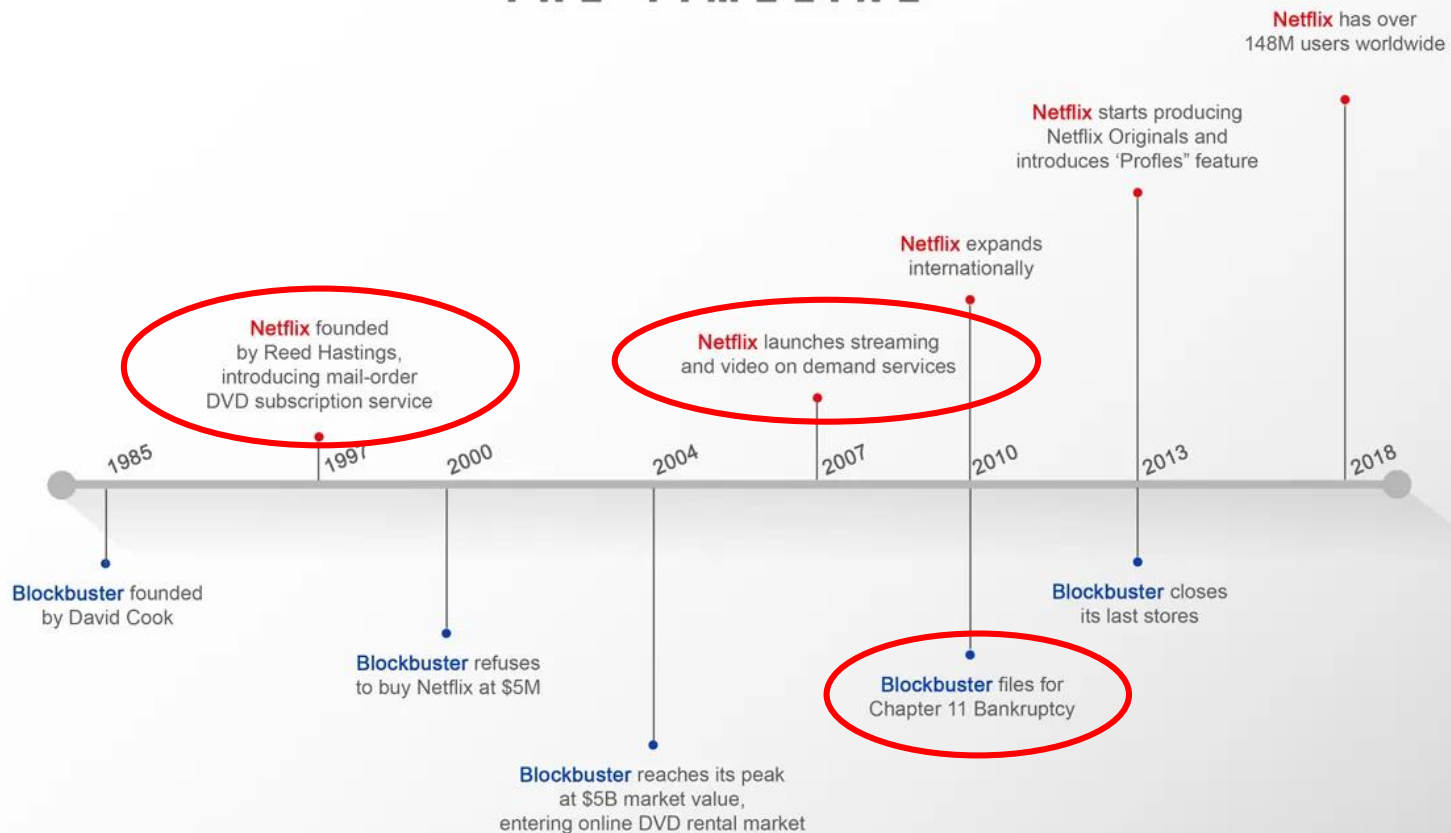 Netflix has over
148M users worldwide
Netflix starts producing
Netflix Originals and
introduces ‘Profles” feature
Netflix expands
internationally
Netflix founded
by Reed Hastings,
introducing mail-order
DVD subscription service
Netflix launches streaming
and video on demand services
1985
1997
2000
2004
2007
2010
2013
2018
Blockbuster founded
by David Cook
Blockbuster refuses
to buy Netflix at $5M
Blockbuster reaches its peak
at $5B market value,
entering online DVD rental market
Blockbuster files for
Chapter 11 Bankruptcy
Blockbuster closes
its last stores